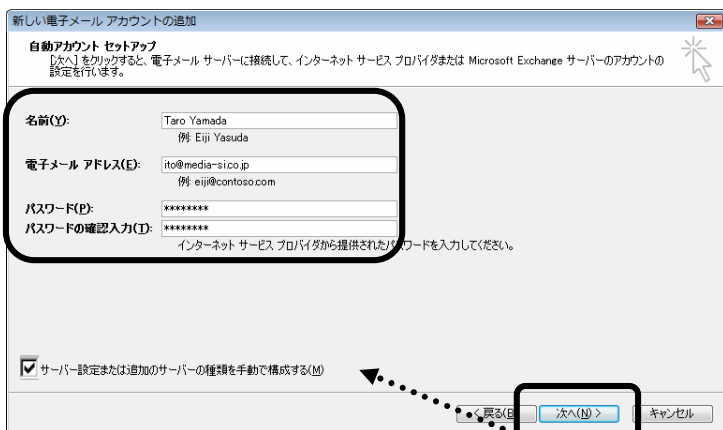 新しい電子メール アカウントの追加
自動アカウント セットアップ
[次へ] をクリックすると、電子メール サーバーに接続して、インターネット サービス プロバイダまたは Microsoft Exchange サーバーのアカウントの
設定を行います。
名前(Y): Taro Yamada
例: Eiji Yasuda
電子メール アドレス(E): ito@media-si.co.jp
例: eiji@contoso.com
パスワード(P): ********
パスワードの確認入力(T): ********
インターネット サービス プロバイダから提供されたパスワードを入力してください。
サーバー設定または追加のサーバーの種類を手動で構成する(M)
< 戻る(B 次へ(N) > キャンセル